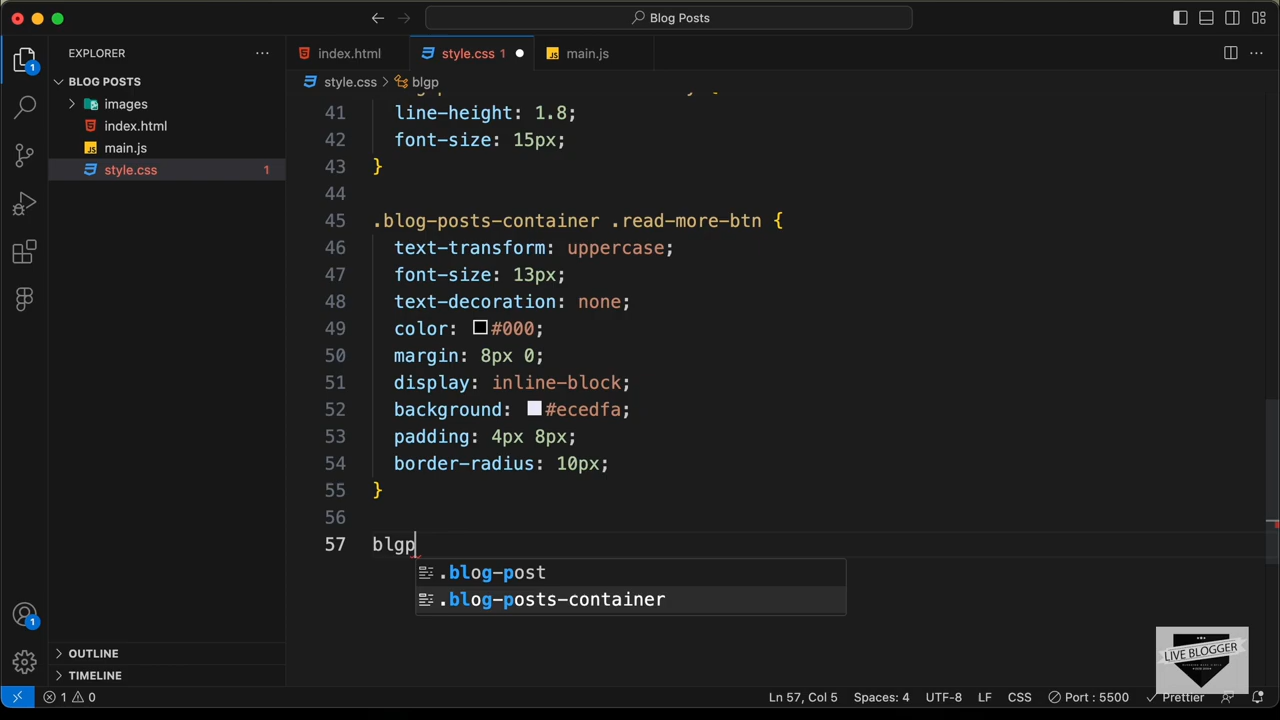 Blog Posts
EXPLORER
index.html
style.css 1
main.js
BLOG POSTS
style.css > blgp
images
index.html
main.js
style.css 1
41 line-height: 1.8;
42 font-size: 15px;
43 }
44
45 .blog-posts-container .read-more-btn {
46 text-transform: uppercase;
47 font-size: 13px;
48 text-decoration: none;
49 color: #000;
50 margin: 8px 0;
51 display: inline-block;
52 background: #ecedfa;
53 padding: 4px 8px;
54 border-radius: 10px;
55 }
56
57 blgp
.blog-post
.blog-posts-container
1
1
OUTLINE
TIMELINE
LIVE BLOGGER
1 0
Ln 57, Col 5
Spaces: 4
UTF-8
LF
CSS
Port : 5500
Prettier